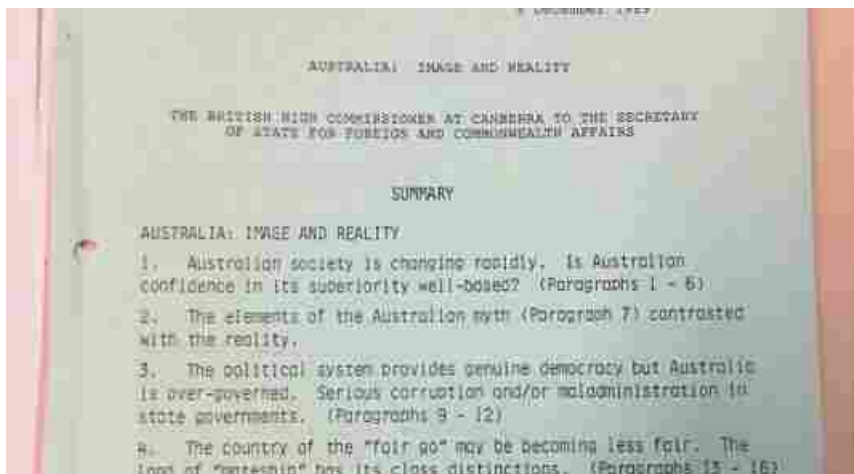 DECEMBER 1989
AUSTRALIA: IMAGE AND REALITY
THE BRITISH HIGH COMMISSIONER AT CANBERRA TO THE SECRETARY
OF STATE FOR FOREIGN AND COMMONWEALTH AFFAIRS
SUMMARY
AUSTRALIA: IMAGE AND REALITY
1. Australian society is changing rapidly. Is Australian
confidence in its superiority well-based? (Paragraphs 1 - 6)
2. The elements of the Australian myth (Paragraph 7) contrasted
with the reality.
3. The political system provides genuine democracy but Australia
is over-governed. Serious corruption and/or maladministration in
state governments. (Paragraphs 9 - 12)
4. The country of the "fair go" may be becoming less fair. The
land of "mateship" has its class distinctions. (Paragraphs 13 - 16)